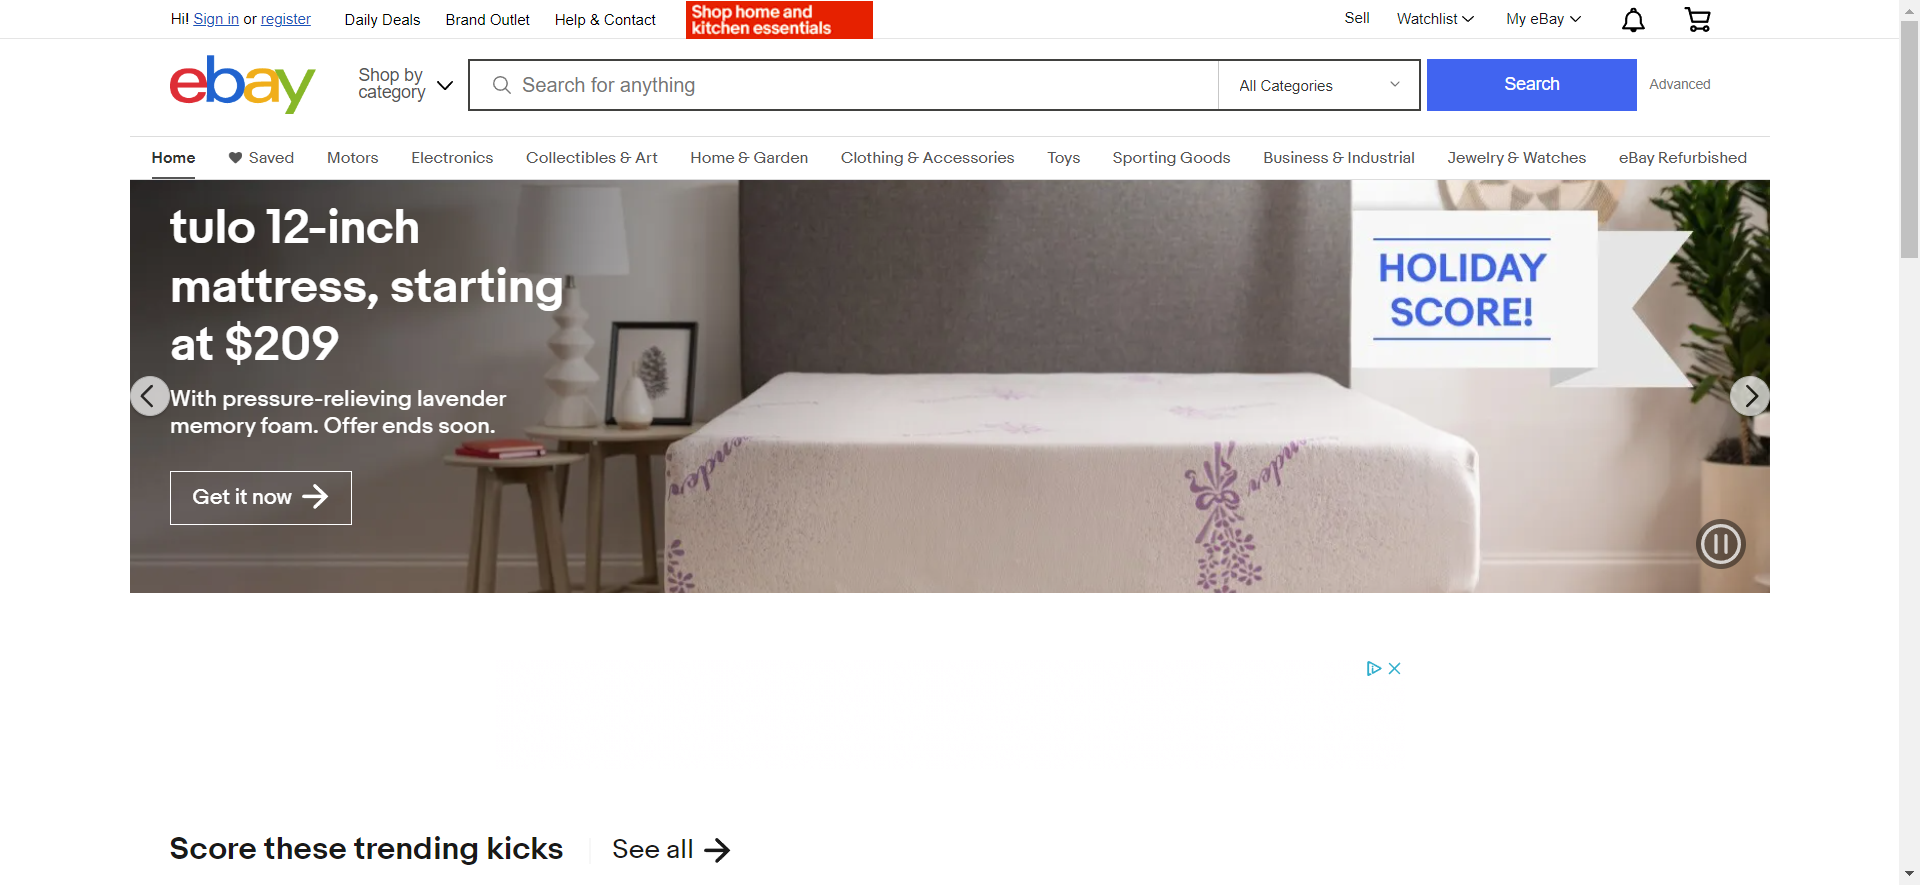 Hi! Sign in or register
Daily Deals
Brand Outlet
Help & Contact
Shop home and
kitchen essentials
Sell
Watchlist
My eBay
ebay
Shop by
category
Search for anything
All Categories
Search
Advanced
Home
Saved
Motors
Electronics
Collectibles & Art
Home & Garden
Clothing & Accessories
Toys
Sporting Goods
Business & Industrial
Jewelry & Watches
eBay Refurbished
tulo 12-inch
mattress, starting
at $209
With pressure-relieving lavender
memory foam. Offer ends soon.
Get it now
HOLIDAY
SCORE!
Score these trending kicks
See all